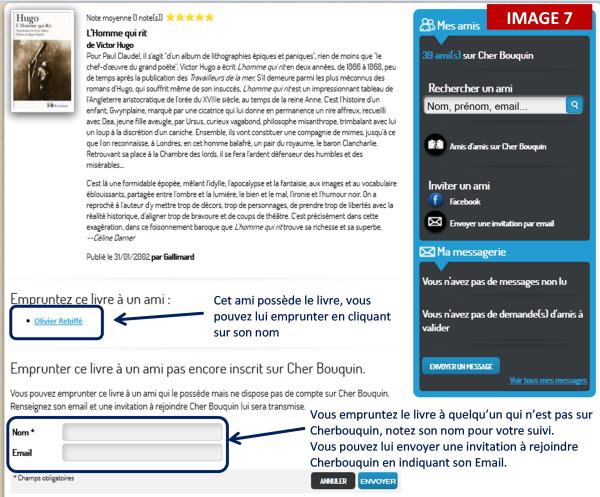 Hugo
L'Homme qui Rit
folio
Note moyenne (1 note(s))
L'Homme qui rit
de Victor Hugo
Pour Paul Claudel, il s'agit "d'un album de lithographies épiques et paniques", rien de moins que "le
chef-d'œuvre du grand poète". Victor Hugo a écrit L'Homme qui rit en deux années, de 1866 à 1868, peu
de temps après la publication des Travailleurs de la mer. S'il demeure parmi les plus méconnus des
romans d'Hugo, qui souffrit même de son insuccès, L'Homme qui rit est un impressionnant tableau de
l'Angleterre aristocratique de l'orée du XVIIIe siècle, au temps de la reine Anne. C'est l'histoire d'un
enfant, Gwynplaine, marqué par une cicatrice qui lui donne en permanence un rire affreux, recueilli
avec Dea, jeune fille aveugle, par Ursus, curieux vagabond, philosophe misanthrope, trimbalant avec lui
un loup à la discrétion d'un caniche. Ensemble, ils vont constituer une compagnie de mimes, jusqu'à ce
que l'on reconnaisse, à Londres, en cet homme balafré, un pair du royaume, le baron Clancharlie.
Retrouvant sa place à la Chambre des lords, il se fera l'ardent défenseur des humbles et des
misérables...
C'est là une formidable épopée, mêlant l'idylle, l'apocalypse et la fantaisie, aux images et au vocabulaire
éblouissants, partagée entre l'ombre et la lumière, le bien et le mal, l'ironie et l'humour noir. On a
reproché à l'auteur d'y mettre trop de décors, trop de personnages, de prendre trop de libertés avec la
réalité historique, d'aligner trop de bravoure et de coups de théâtre. C'est précisément dans cette
exagération, dans ce foisonnement baroque que L'homme qui rit trouve sa richesse et sa superbe.
--Céline Darner
Publié le 31/01/2002 par Gallimard
Empruntez ce livre à un ami :
• Olivier Rebiffé
Cet ami possède le livre, vous
pouvez lui emprunter en cliquant
sur son nom
Emprunter ce livre à un ami pas encore inscrit sur Cher Bouquin.
Vous pouvez emprunter ce livre à un ami qui le possède mais ne dispose pas de compte sur Cher Bouquin.
Renseignez son email et une invitation à rejoindre Cher Bouquin lui sera transmise.
Nom *
Email
* Champs obligatoires
ANNULER
ENVOYER
Vous empruntez le livre à quelqu'un qui n'est pas sur
Cherbouquin, notez son nom pour votre suivi.
Vous pouvez lui envoyer une invitation à rejoindre
Cherbouquin en indiquant son Email.
IMAGE 7
Mes amis
39 ami(s) sur Cher Bouquin
Rechercher un ami
Nom, prénom, email...
Amis d'amis sur Cher Bouquin
Inviter un ami
Facebook
Envoyer une invitation par email
Ma messagerie
Vous n'avez pas de messages non lu
Vous n'avez pas de demande(s) d'amis à
valider
ENVOYER UN MESSAGE
Voir tous mes messages